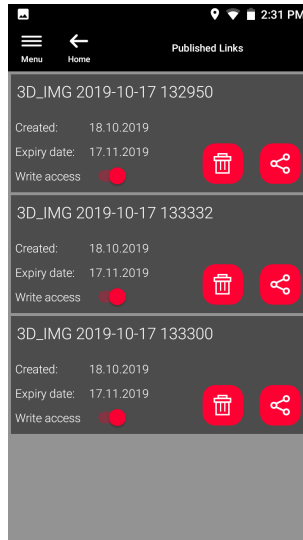 2:31 PM
Menu
Home
Published Links
3D_IMG 2019-10-17 132950
Created: 18.10.2019
Expiry date: 17.11.2019
Write access
3D_IMG 2019-10-17 133332
Created: 18.10.2019
Expiry date: 17.11.2019
Write access
3D_IMG 2019-10-17 133300
Created: 18.10.2019
Expiry date: 17.11.2019
Write access